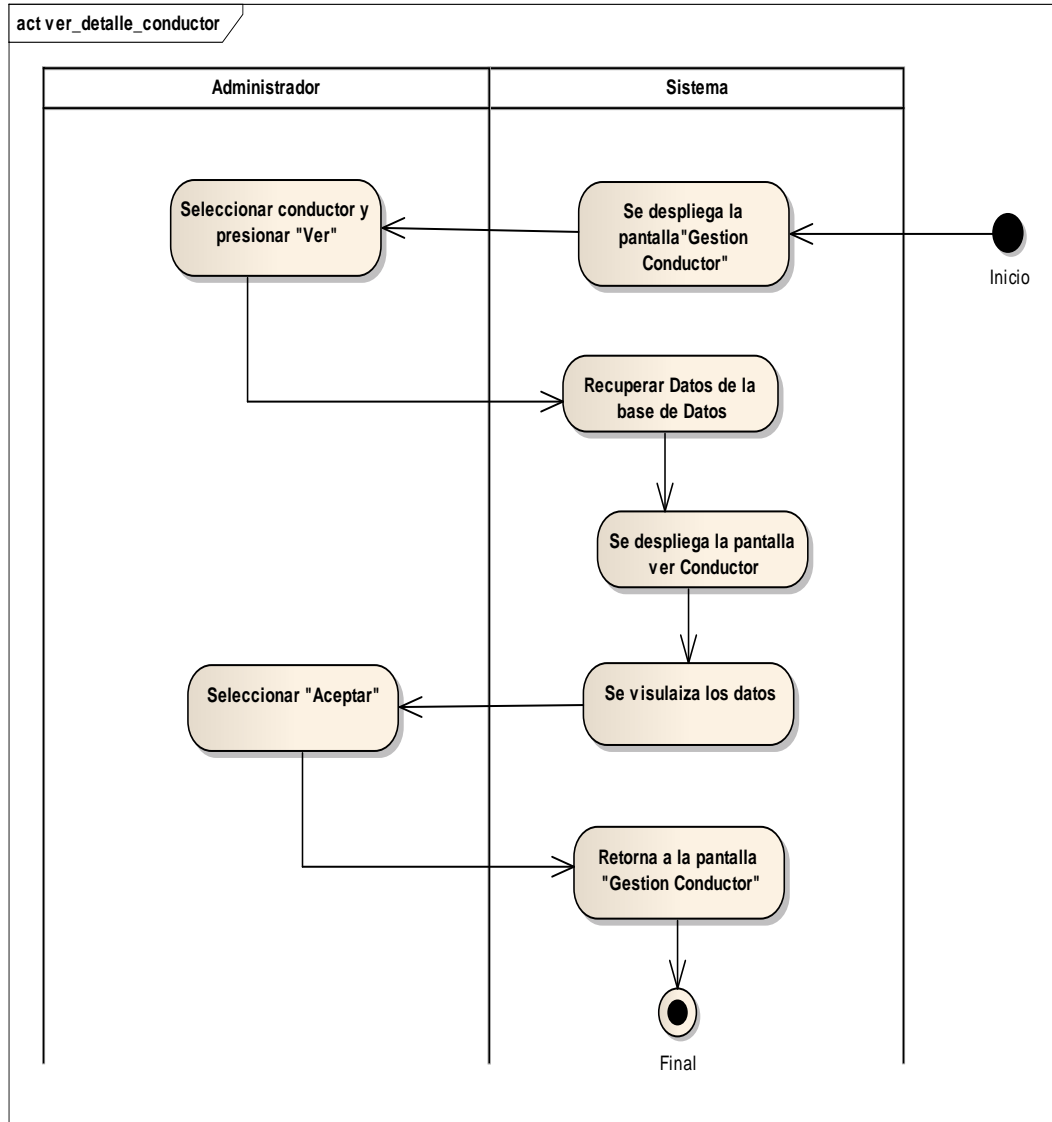 act ver_detalle_conductor
Administrador
Sistema
Seleccionar conductor y
presionar "Ver"
Se despliega la
pantalla"Gestion
Conductor"
Inicio
Recuperar Datos de la
base de Datos
Se despliega la pantalla
ver Conductor
Seleccionar "Aceptar"
Se visulaiza los datos
Retorna a la pantalla
"Gestion Conductor"
Final